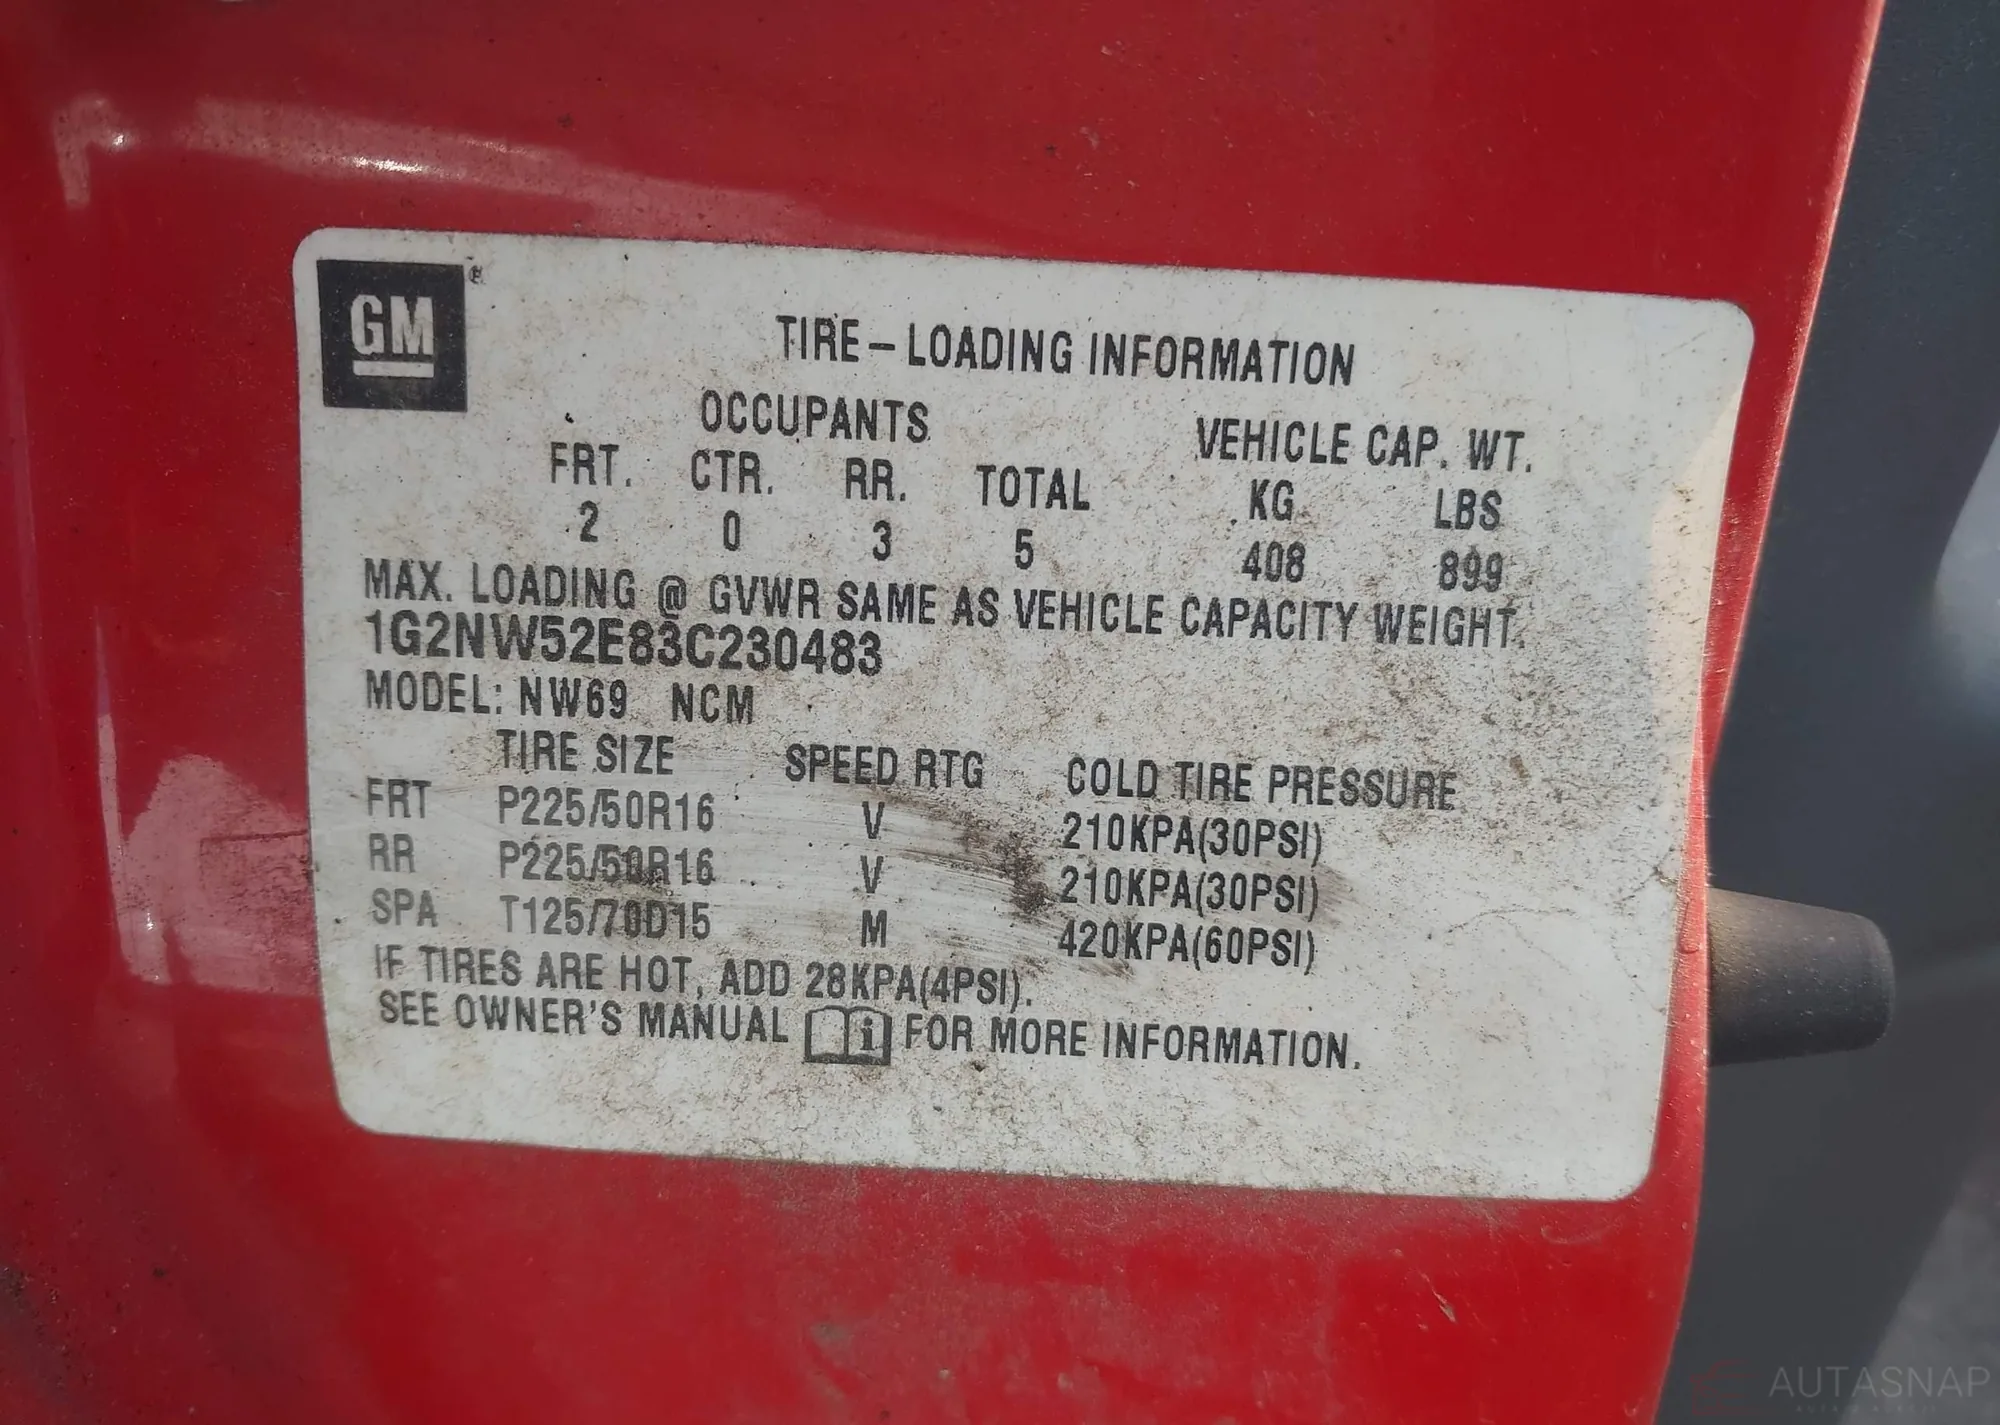 GM®
TIRE – LOADING INFORMATION
OCCUPANTS VEHICLE CAP. WT.
FRT. CTR. RR. TOTAL KG LBS
2 0 3 5 408 899
MAX. LOADING @ GVWR SAME AS VEHICLE CAPACITY WEIGHT.
1G2NW52E83C230483
MODEL: NW69 NCM
TIRE SIZE SPEED RTG COLD TIRE PRESSURE
FRT P225/50R16 V 210KPA(30PSI)
RR P225/50R16 V 210KPA(30PSI)
SPA T125/70D15 M 420KPA(60PSI)
IF TIRES ARE HOT, ADD 28KPA(4PSI).
SEE OWNER'S MANUAL i FOR MORE INFORMATION.
AUTASNAP